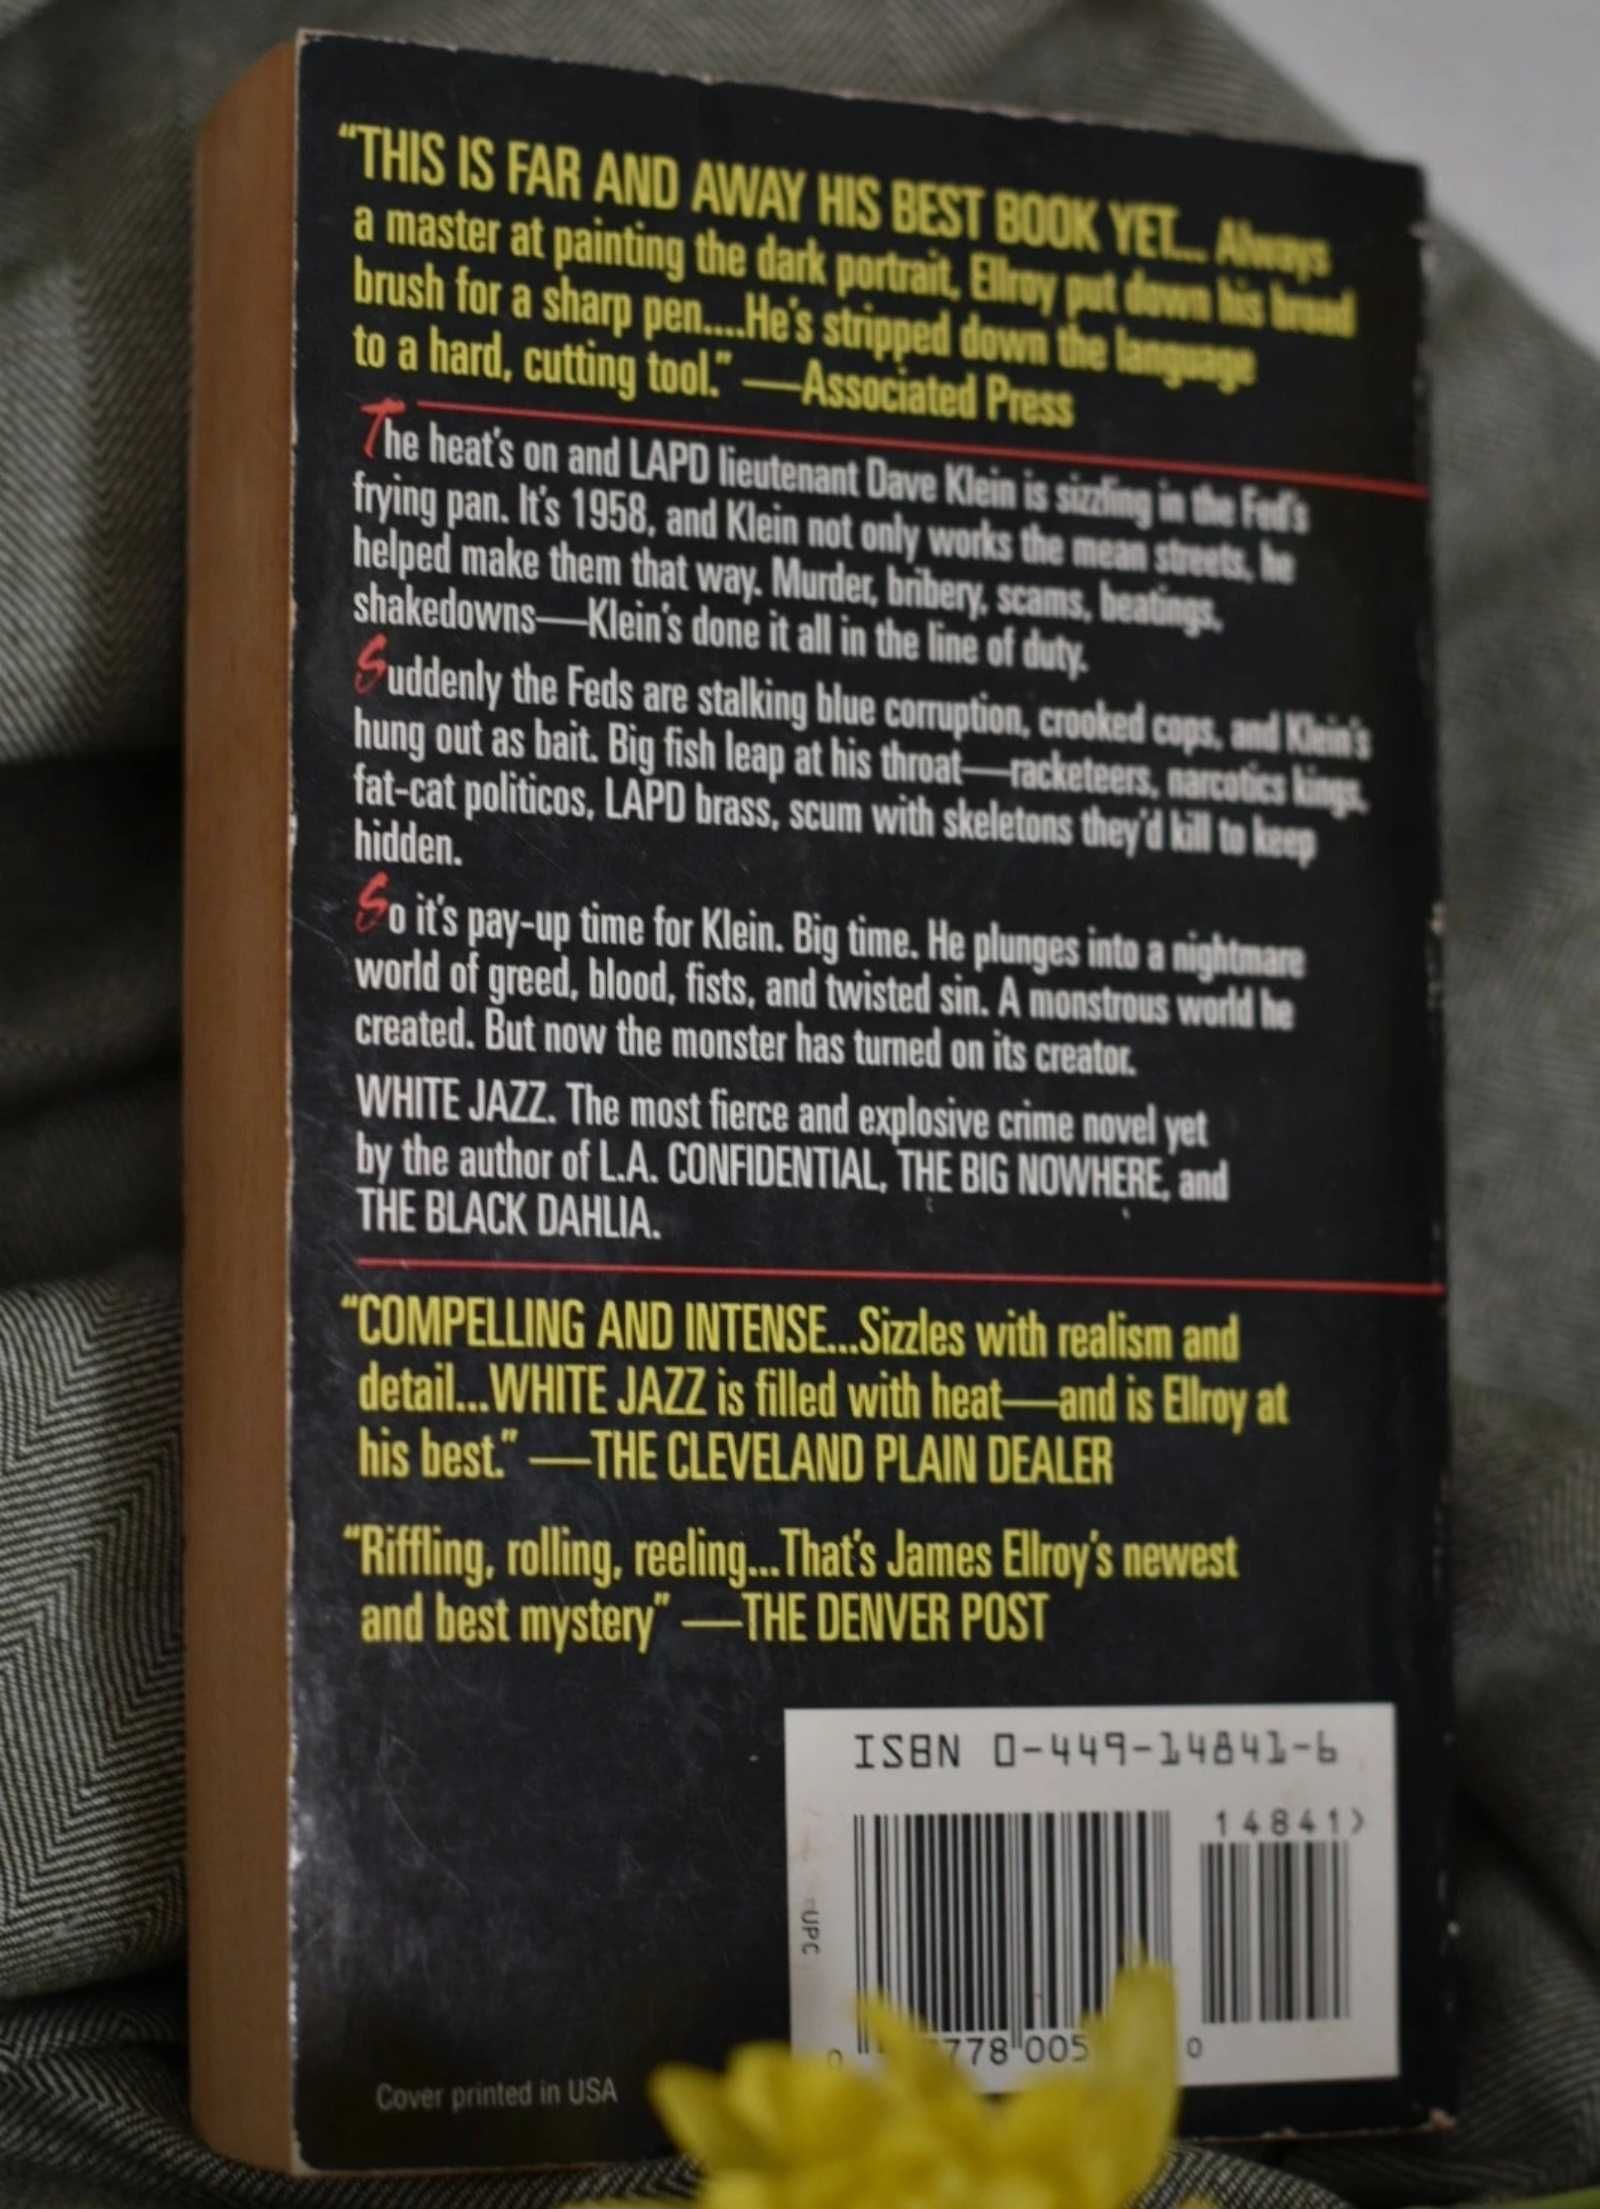 “THIS IS FAR AND AWAY HIS BEST BOOK YET... Always
a master at painting the dark portrait, Ellroy put down his broad
brush for a sharp pen....He's stripped down the language
to a hard, cutting tool.” —Associated Press
The heat's on and LAPD lieutenant Dave Klein is sizzling in the Fed's
frying pan. It's 1958, and Klein not only works the mean streets, he
helped make them that way. Murder, bribery, scams, beatings,
shakedowns—Klein's done it all in the line of duty.
Suddenly the Feds are stalking blue corruption, crooked cops, and Klein's
hung out as bait. Big fish leap at his throat—racketeers, narcotics kings,
fat-cat politicos, LAPD brass, scum with skeletons they'd kill to keep
hidden.
So it's pay-up time for Klein. Big time. He plunges into a nightmare
world of greed, blood, fists, and twisted sin. A monstrous world he
created. But now the monster has turned on its creator.
WHITE JAZZ. The most fierce and explosive crime novel yet
by the author of L.A. CONFIDENTIAL, THE BIG NOWHERE, and
THE BLACK DAHLIA.
“COMPELLING AND INTENSE...Sizzles with realism and
detail...WHITE JAZZ is filled with heat—and is Ellroy at
his best.” —THE CLEVELAND PLAIN DEALER
“Riffling, rolling, reeling...That's James Ellroy's newest
and best mystery” —THE DENVER POST
ISBN 0-449-14841-6
14841>
UPC
0 778 005 0
Cover printed in USA